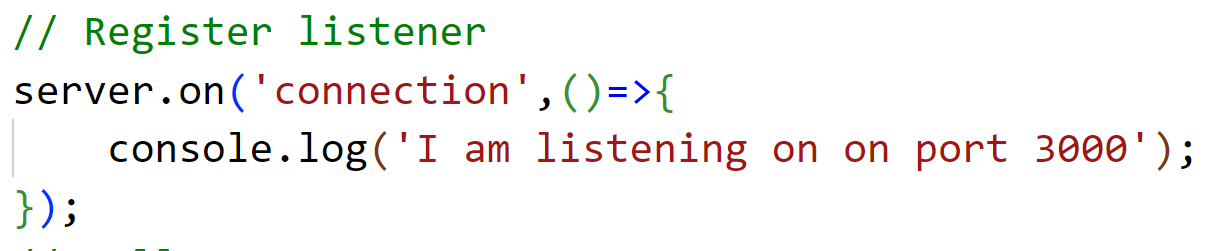 // Register listener
server.on('connection',()=>{
    console.log('I am listening on on port 3000');
});